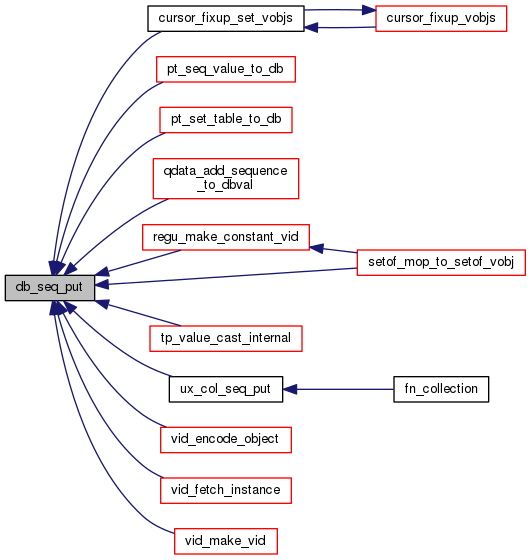 cursor_fixup_set_vobjs
cursor_fixup_vobjs
pt_seq_value_to_db
pt_set_table_to_db
qdata_add_sequence
_to_dbval
regu_make_constant_vid
setof_mop_to_setof_vobj
db_seq_put
tp_value_cast_internal
ux_col_seq_put
fn_collection
vid_encode_object
vid_fetch_instance
vid_make_vid